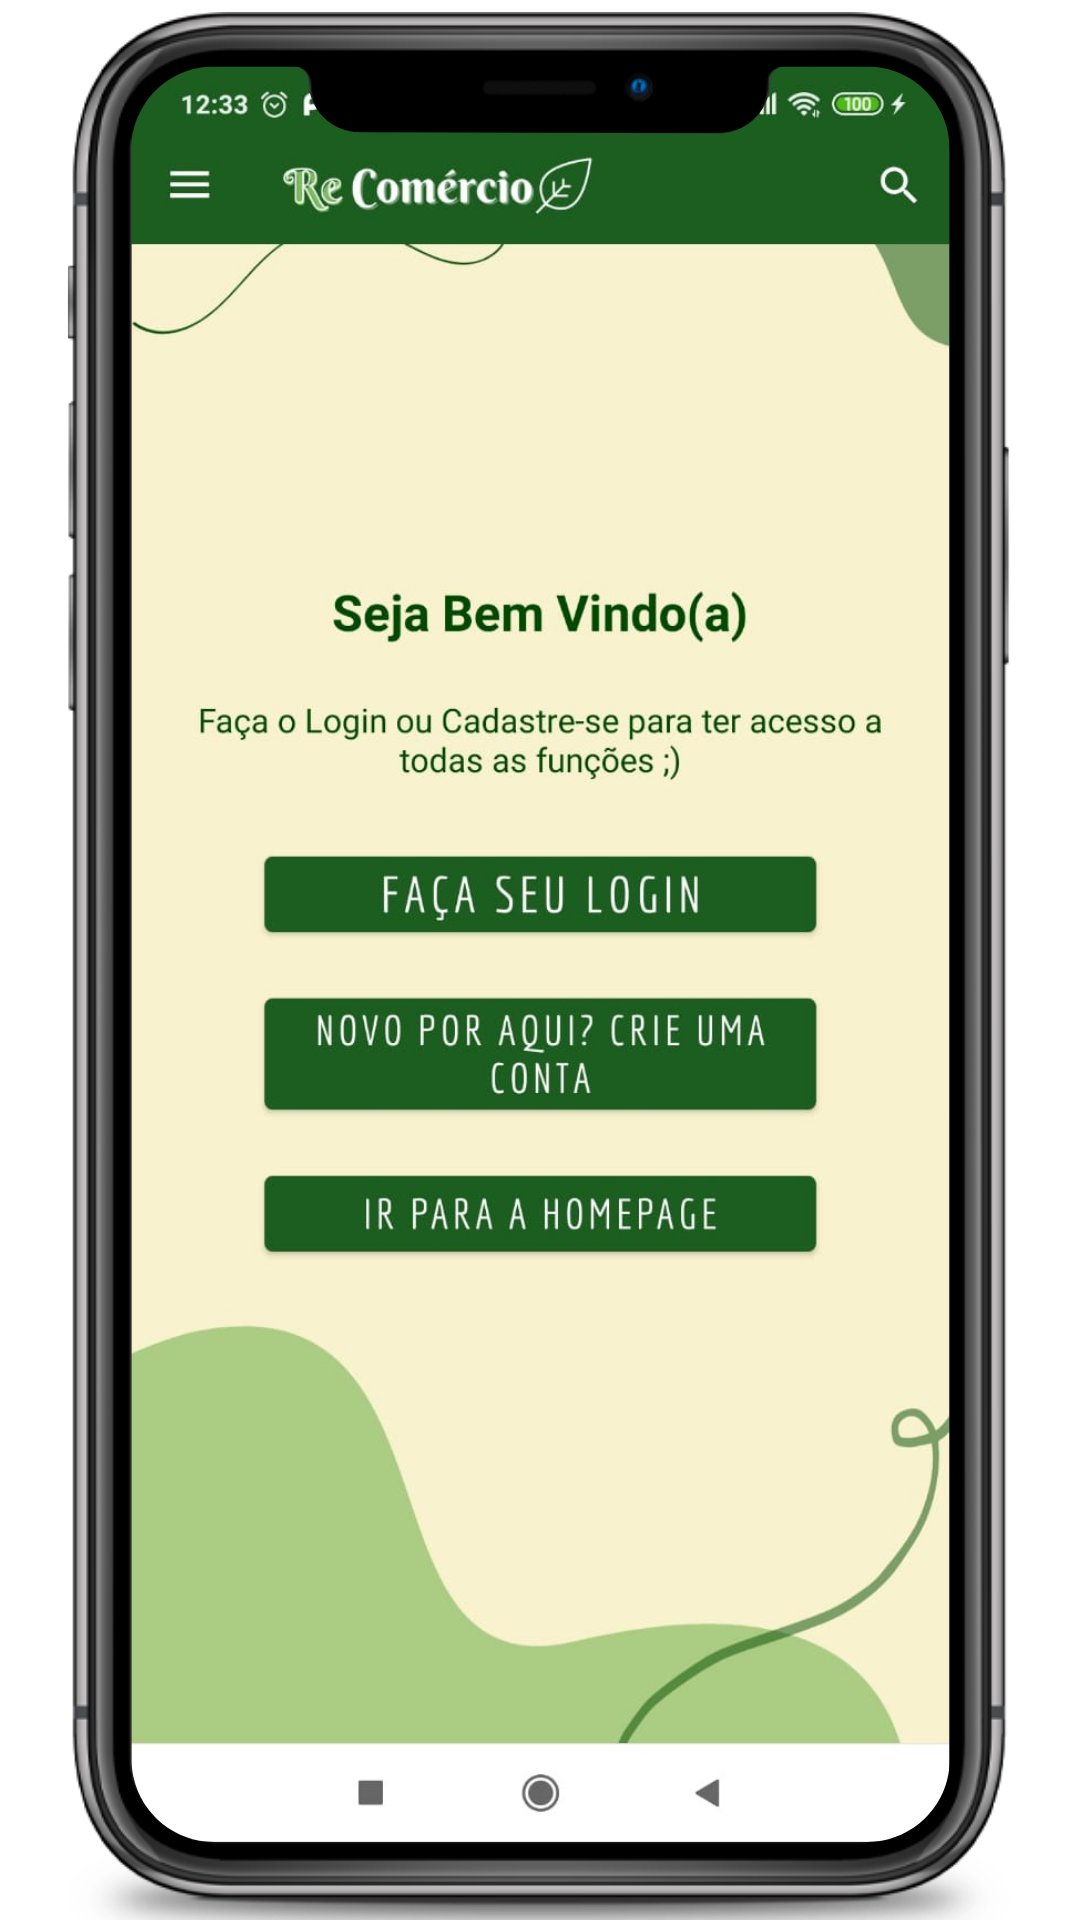 12:33
100
Re Comércio
Seja Bem Vindo(a)
Faça o Login ou Cadastre-se para ter acesso a
todas as funções ;)
FAÇA SEU LOGIN
NOVO POR AQUI? CRIE UMA
CONTA
IR PARA A HOMEPAGE